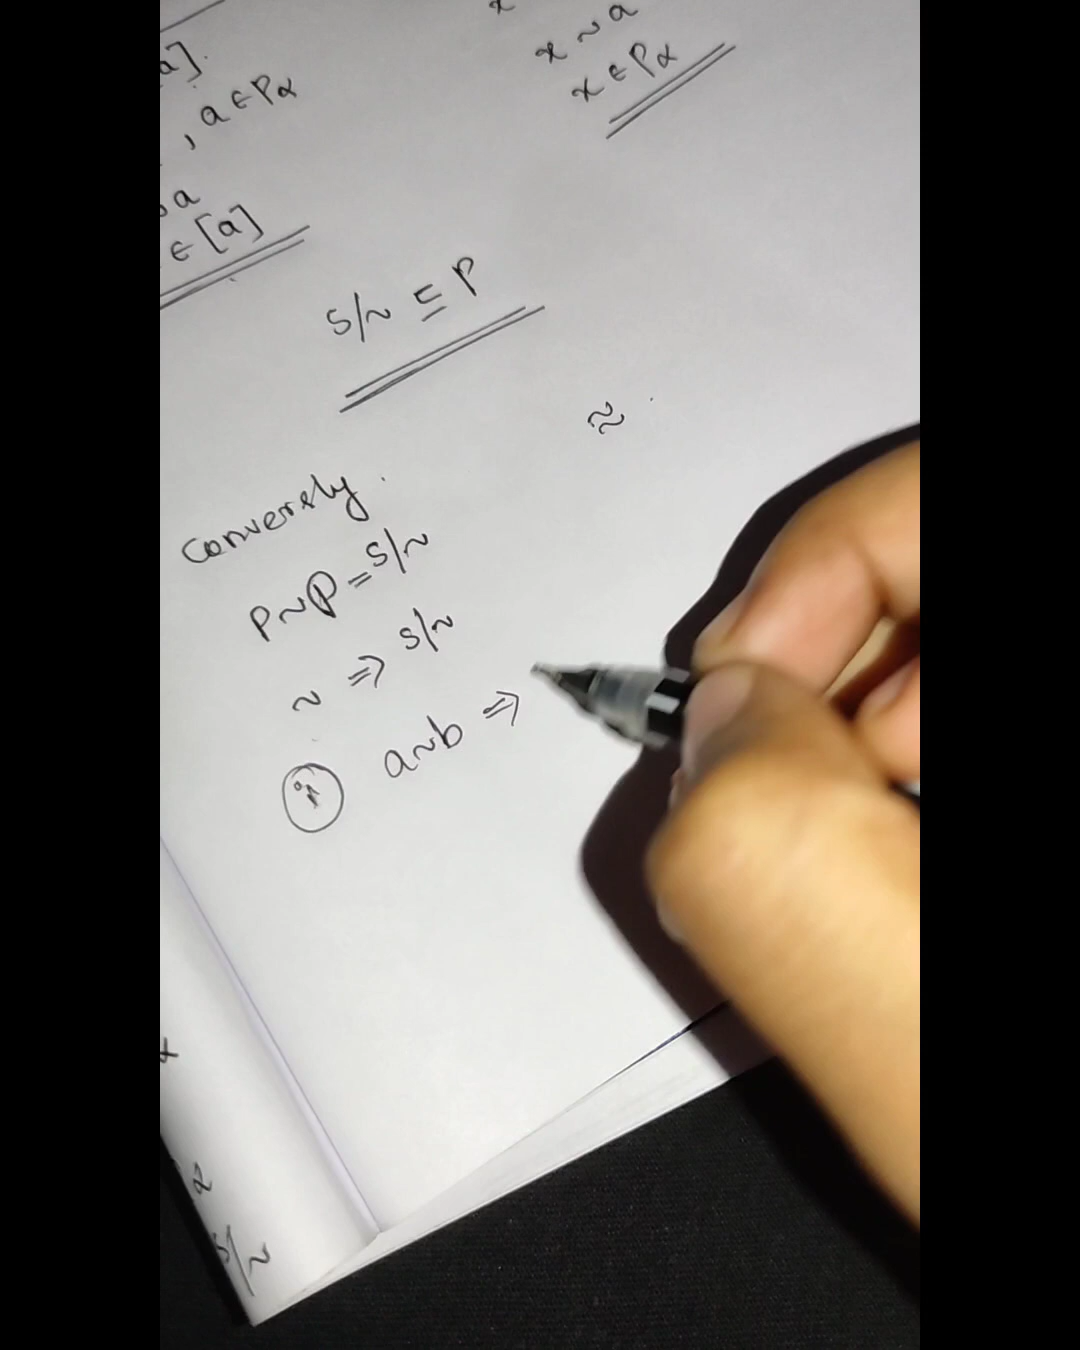 a].
, a ∈ Pα
a
∈ [a]
x
x ~ a
x ∈ Pα
S/~ ⊆ P
≈
Conversely.
P ~ P = S/~
~ ⇒ S/~
i a~b ⇒
S/~